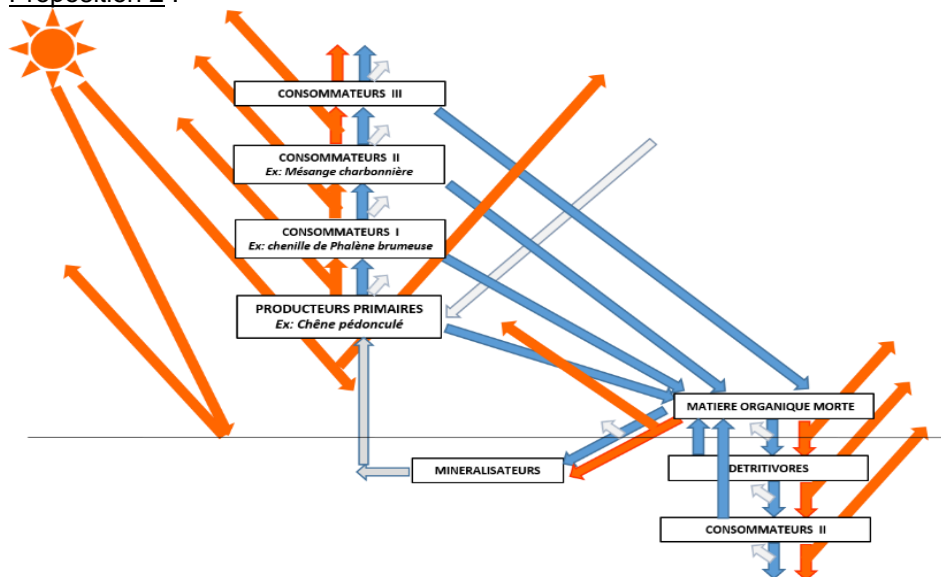 Proposition 2 :
CONSOMMATEURS III
CONSOMMATEURS II
Ex: Mésange charbonnière
CONSOMMATEURS I
Ex: chenille de Phalène brumeuse
PRODUCTEURS PRIMAIRES
Ex: Chêne pédonculé
MATIERE ORGANIQUE MORTE
MINERALISATEURS
DETRITIVORES
CONSOMMATEURS II